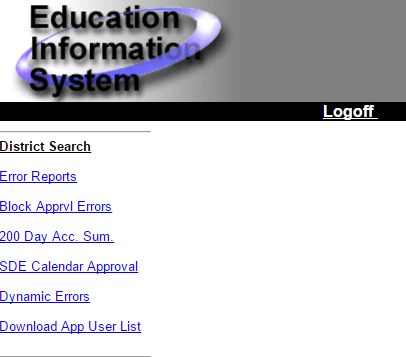 Education
Information
System
Logoff
District Search
Error Reports
Block Apprvl Errors
200 Day Acc. Sum.
SDE Calendar Approval
Dynamic Errors
Download App User List